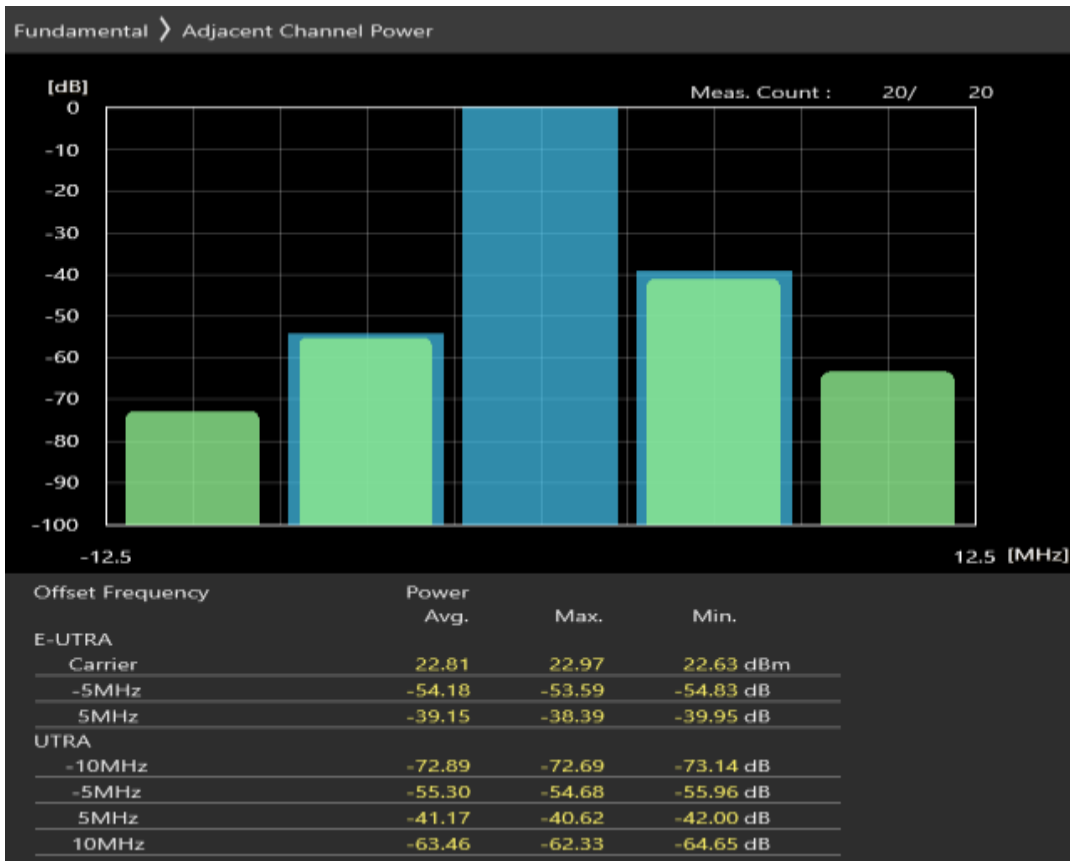 Fundamental 〉 Adjacent Channel Power
[dB]
Meas. Count : 20/ 20
0
-10
-20
-30
-40
-50
-60
-70
-80
-90
-100
-12.5 12.5 [MHz]
Offset Frequency Power
Avg. Max. Min.
E-UTRA
Carrier 22.81 22.97 22.63 dBm
-5MHz -54.18 -53.59 -54.83 dB
5MHz -39.15 -38.39 -39.95 dB
UTRA
-10MHz -72.89 -72.69 -73.14 dB
-5MHz -55.30 -54.68 -55.96 dB
5MHz -41.17 -40.62 -42.00 dB
10MHz -63.46 -62.33 -64.65 dB